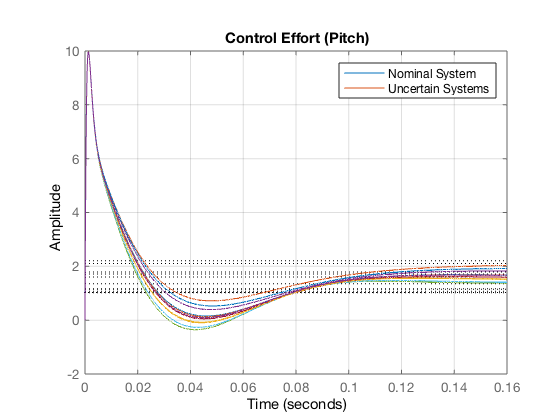 Control Effort (Pitch)
Nominal System
Uncertain Systems
Amplitude
10
8
6
4
2
0
-2
0 0.02 0.04 0.06 0.08 0.1 0.12 0.14 0.16
Time (seconds)